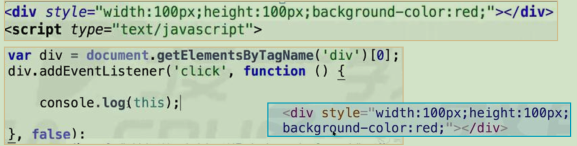 <div style="width:100px;height:100px;background-color:red;"></div>
<script type="text/javascript">
var div = document.getElementsByTagName('div')[0];
div.addEventListener('click', function () {
console.log(this);
<div style="width:100px;height:100px;
background-color:red;"></div>
}, false):